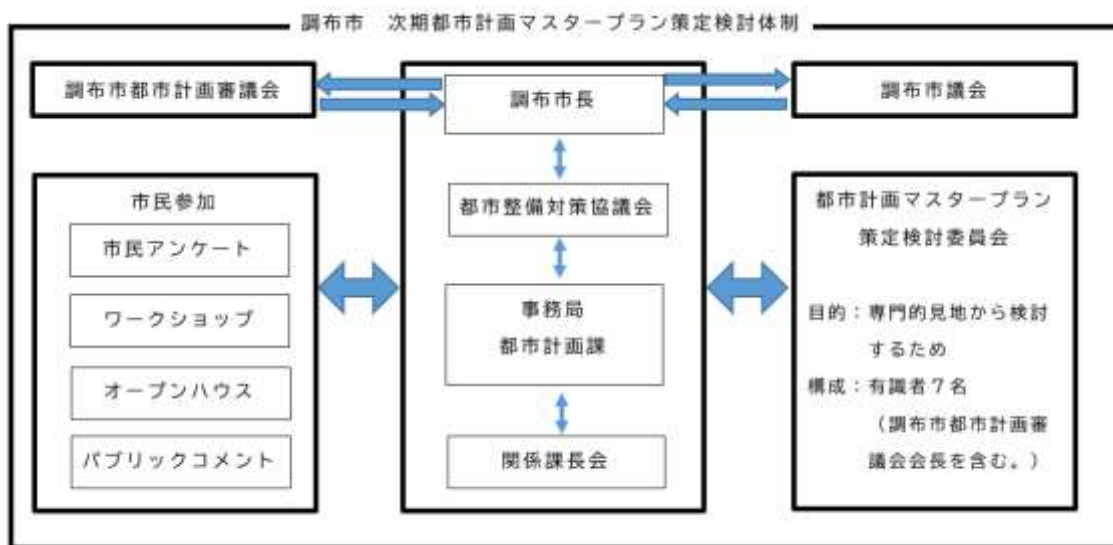 調布市 次期都市計画マスタープラン策定検討体制
調布市都市計画審議会
調布市長
調布市議会
市民参加
市民アンケート
ワークショップ
オープンハウス
パブリックコメント
都市整備対策協議会
事務局
都市計画課
関係課長会
都市計画マスタープラン
策定検討委員会
目的：専門的見地から検討
するため
構成：有識者７名
（調布市都市計画審
議会会長を含む。）